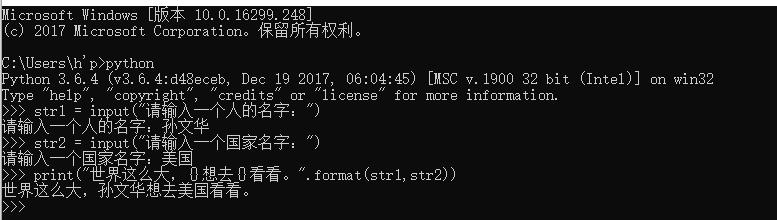 Microsoft Windows [版本 10.0.16299.248]
(c) 2017 Microsoft Corporation。保留所有权利。
C:\Users\h'p>python
Python 3.6.4 (v3.6.4:d48eceb, Dec 19 2017, 06:04:45) [MSC v.1900 32 bit (Intel)] on win32
Type "help", "copyright", "credits" or "license" for more information.
>>> str1 = input("请输入一个人的名字：")
请输入一个人的名字：孙文华
>>> str2 = input("请输入一个国家名字：")
请输入一个国家名字：美国
>>> print("世界这么大，{}想去{}看看。".format(str1,str2))
世界这么大，孙文华想去美国看看。
>>>